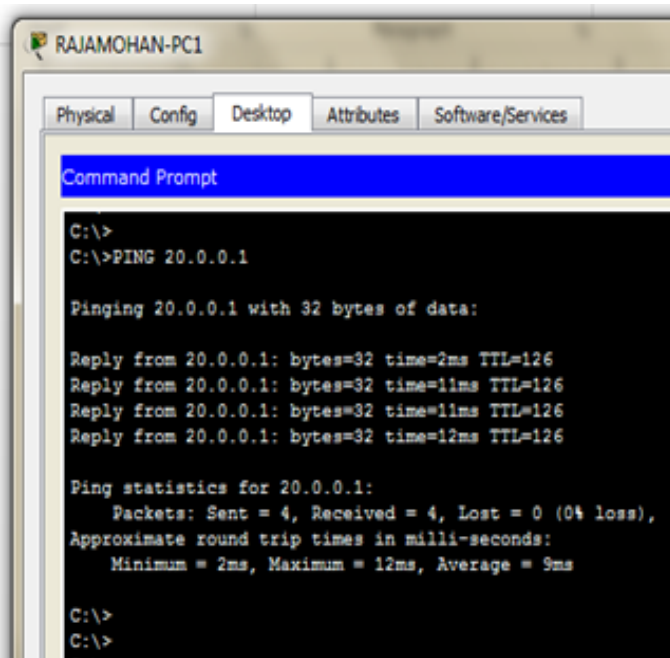 RAJAMOHAN-PC1
Physical Config Desktop Attributes Software/Services
Command Prompt
C:\>
C:\>PING 20.0.0.1
Pinging 20.0.0.1 with 32 bytes of data:
Reply from 20.0.0.1: bytes=32 time=2ms TTL=126
Reply from 20.0.0.1: bytes=32 time=11ms TTL=126
Reply from 20.0.0.1: bytes=32 time=11ms TTL=126
Reply from 20.0.0.1: bytes=32 time=12ms TTL=126
Ping statistics for 20.0.0.1:
Packets: Sent = 4, Received = 4, Lost = 0 (0% loss),
Approximate round trip times in milli-seconds:
Minimum = 2ms, Maximum = 12ms, Average = 9ms
C:\>
C:\>